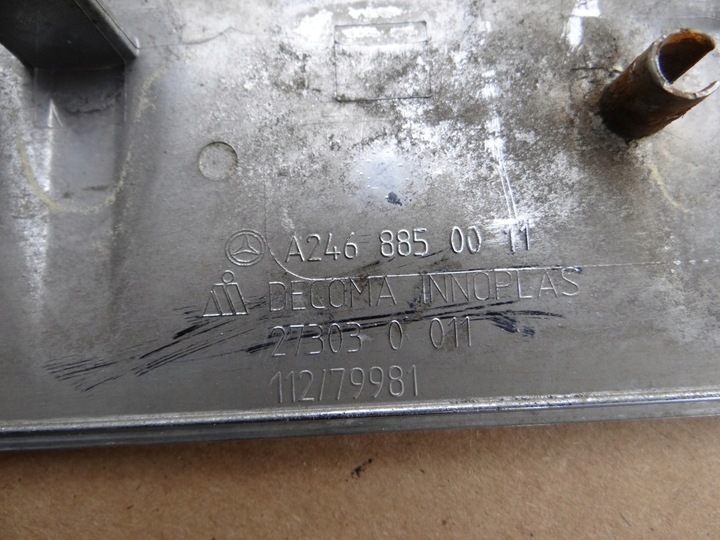 A246 885 00 11
DECOMA INNOPLAS
27303 0 011
112/79981